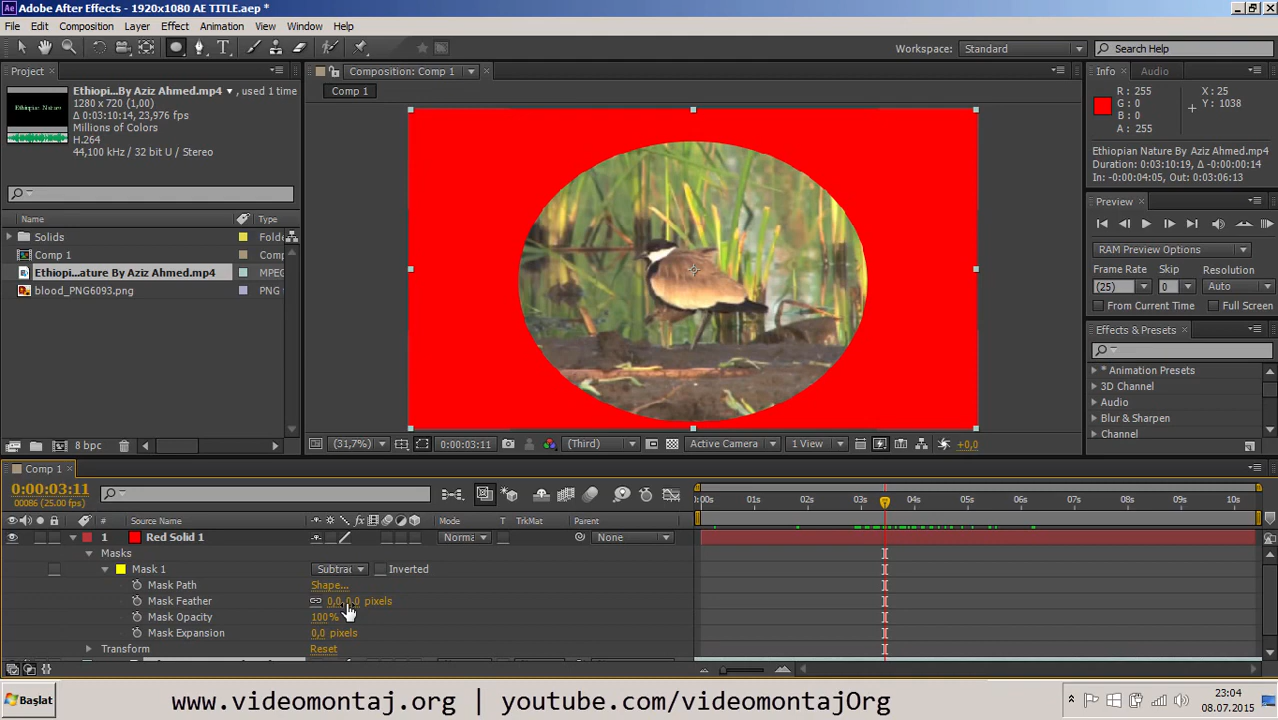 Adobe After Effects - 1920x1080 AE TITLE.aep *
File Edit Composition Layer Effect Animation View Window Help
Workspace: Standard Search Help
Project
Ethiopi...By Aziz Ahmed.mp4 , used 1 time
1280 x 720 (1,00)
Δ 0:03:10:14, 23,976 fps
Millions of Colors
H.264
44,100 kHz / 32 bit U / Stereo
Ethiopian Nature
Name Type
Solids Folde
Comp 1 Comp
Ethiopi...ature By Aziz Ahmed.mp4 MPEG
blood_PNG6093.png PNG
8 bpc
Composition: Comp 1
Comp 1
(31,7%) 0:00:03:11 (Third) Active Camera 1 View +0,0
Info Audio
R : 255 X : 25
G : 0 Y : 1038
B : 0
A : 255
Ethiopian Nature By Aziz Ahmed.mp4
Duration: 0:03:10:19, Δ -0:00:00:14
In: -0:00:04:05, Out: 0:03:06:13
Preview
RAM Preview Options
Frame Rate Skip Resolution
(25) 0 Auto
From Current Time Full Screen
Effects & Presets
* Animation Presets
3D Channel
Audio
Blur & Sharpen
Channel
Comp 1
0:00:03:11
00086 (25.00 fps)
# Source Name Mode T TrkMat Parent
1 Red Solid 1 Norma None
Masks
Mask 1 Subtrac Inverted
Mask Path Shape...
Mask Feather 0,0, 0,0 pixels
Mask Opacity 100%
Mask Expansion 0,0 pixels
Transform Reset
:00s 01s 02s 03s 04s 05s 06s 07s 08s 09s 10s
Başlat
www.videomontaj.org | youtube.com/videomontajOrg
23:04
08.07.2015